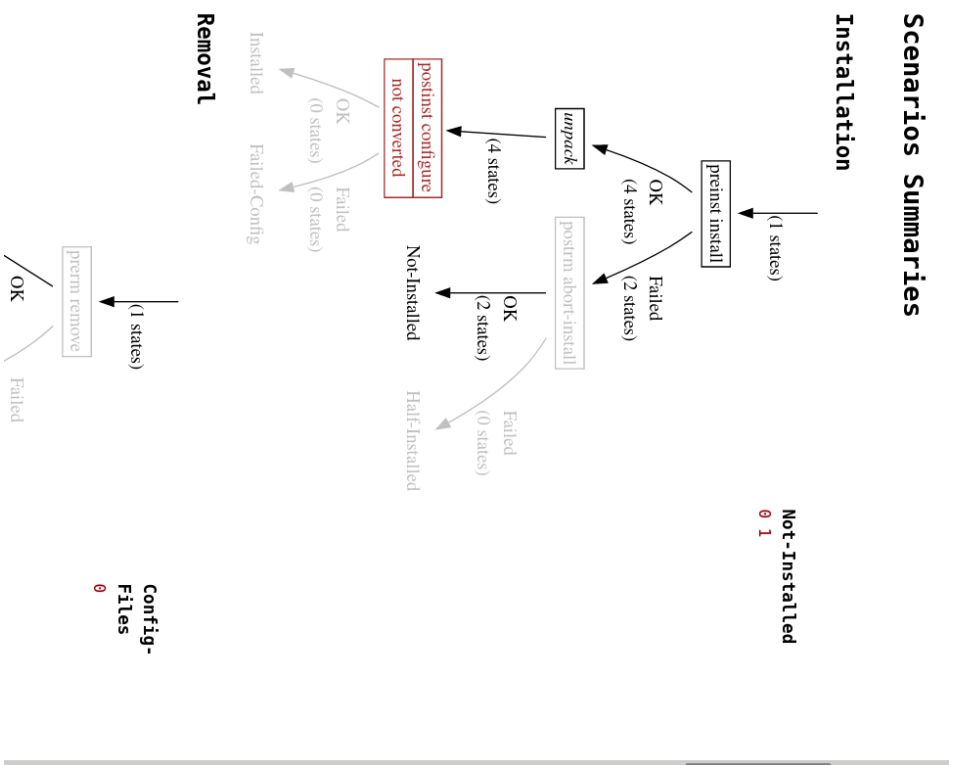 Scenarios Summaries
Installation
(1 states)
preinst install
OK
(4 states)
Failed
(2 states)
unpack
postrm abort-install
(4 states)
OK
(2 states)
Failed
(0 states)
postinst configure
not converted
Not-Installed
Half-Installed
OK
(0 states)
Failed
(0 states)
Installed
Failed-Config
Not-Installed
0 1
Removal
(1 states)
prerm remove
OK
Failed
Config-
Files
0